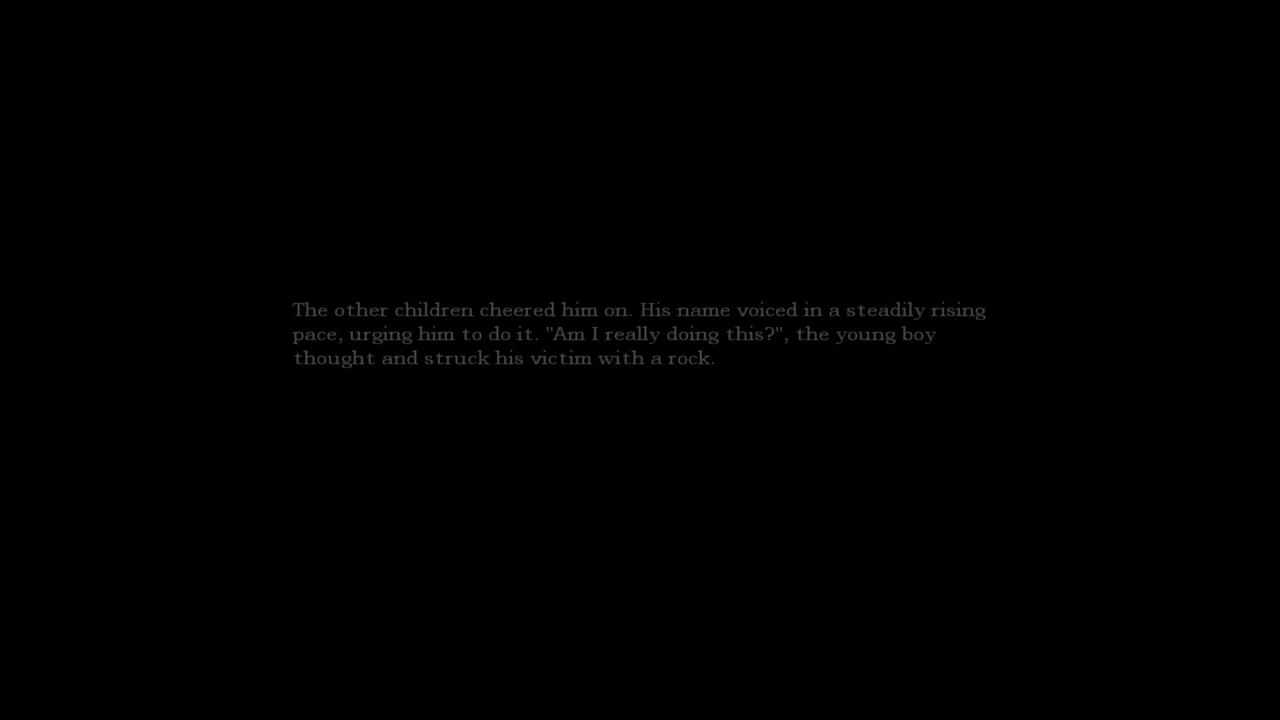 The other children cheered him on. His name voiced in a steadily rising
pace, urging him to do it. "Am I really doing this?", the young boy
thought and struck his victim with a rock.